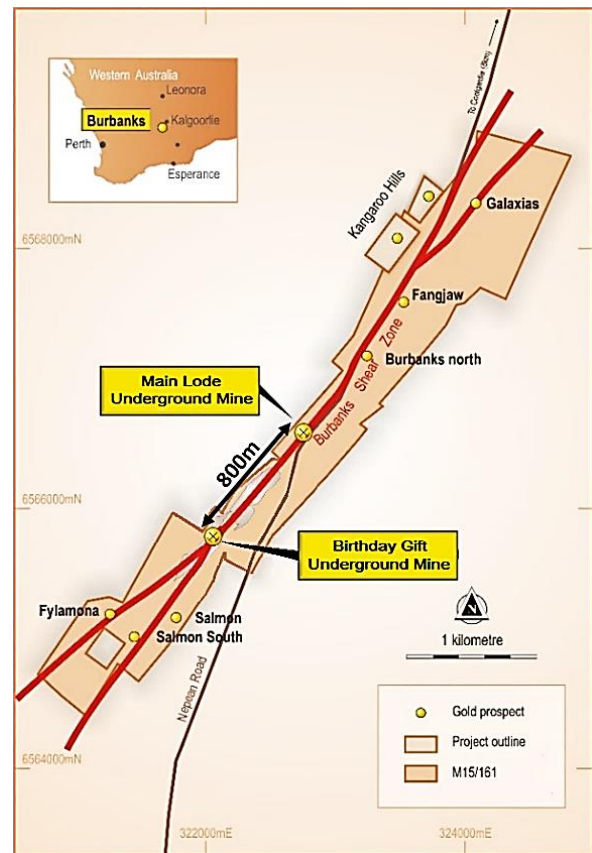 Western Australia
Leonora
Burbanks
Kalgoorlie
Perth
Esperance
To Coolgardie (9km)
Kangaroo Hills
Galaxias
6568000mN
Fangjaw
Burbanks north
Burbanks Shear Zone
Main Lode
Underground Mine
800m
6566000mN
Birthday Gift
Underground Mine
Fylamona
Salmon
Salmon South
N
1 kilometre
Nepean Road
Gold prospect
Project outline
M15/161
6564000mN
322000mE
324000mE